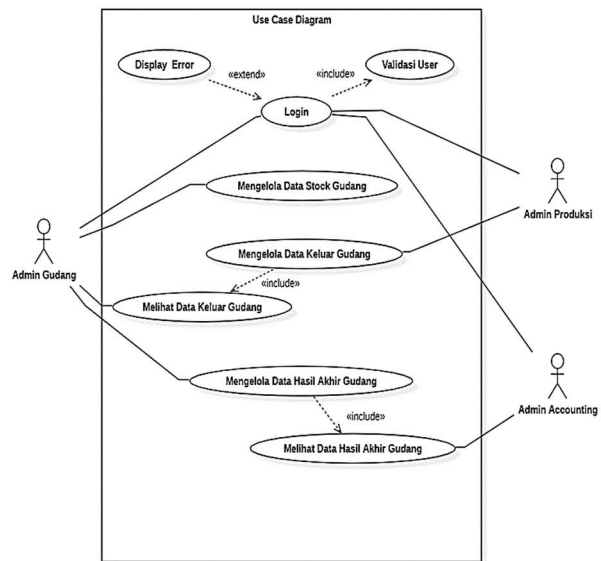 Use Case Diagram
Display Error
«extend»
«include»
Validasi User
Login
Mengelola Data Stock Gudang
Admin Produksi
Mengelola Data Keluar Gudang
Admin Gudang
«include»
Melihat Data Keluar Gudang
Mengelola Data Hasil Akhir Gudang
Admin Accounting
«include»
Melihat Data Hasil Akhir Gudang